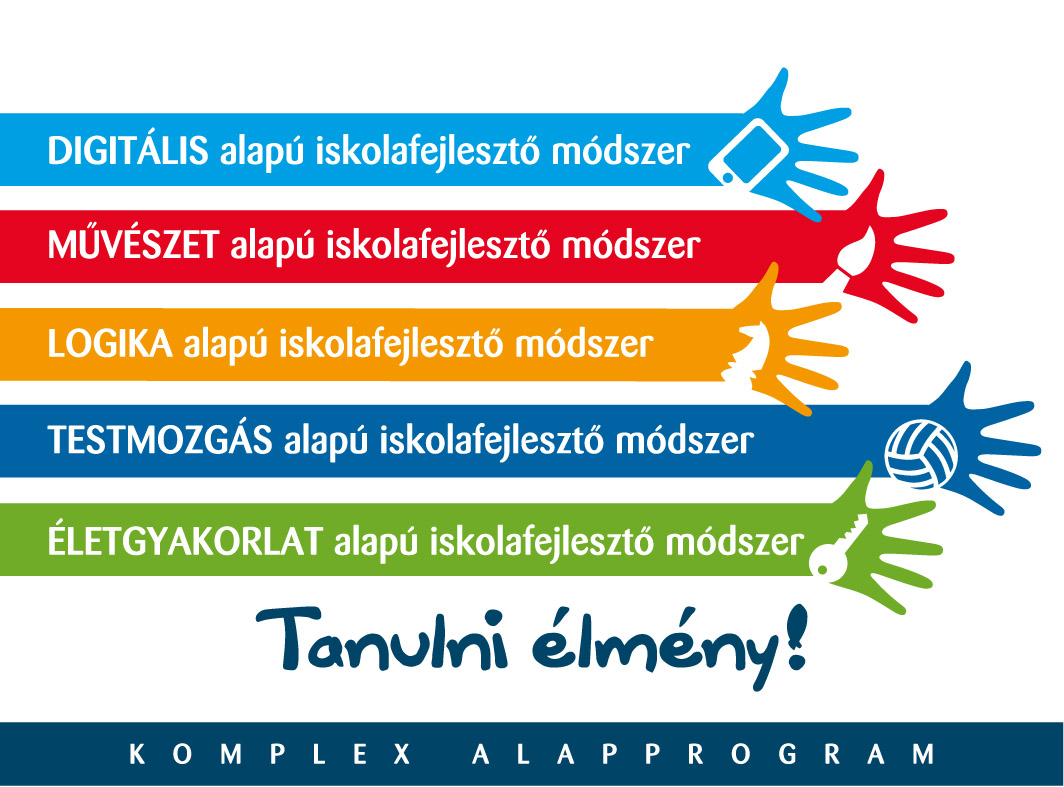 DIGITÁLIS alapú iskolafejlesztő módszer
MŰVÉSZET alapú iskolafejlesztő módszer
LOGIKA alapú iskolafejlesztő módszer
TESTMOZGÁS alapú iskolafejlesztő módszer
ÉLETGYAKORLAT alapú iskolafejlesztő módszer
Tanulni élmény!
KOMPLEX ALAPPROGRAM